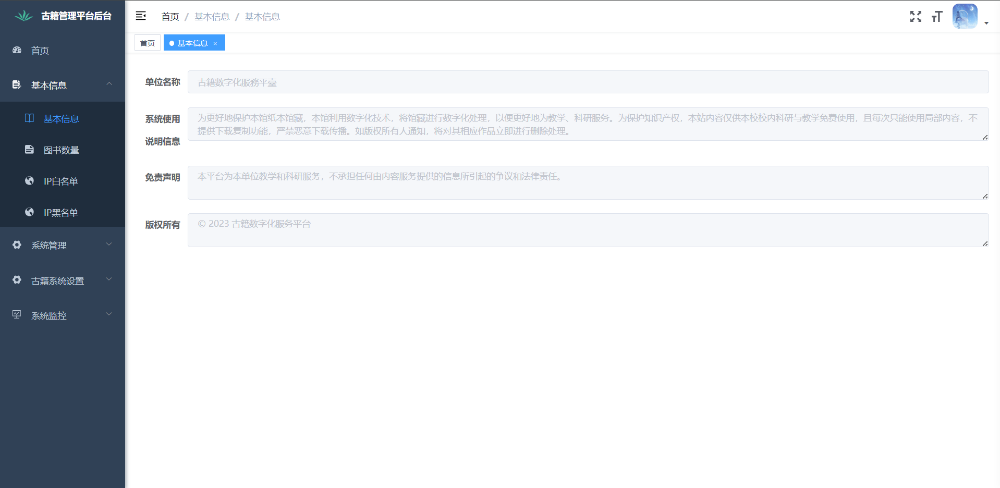 古籍管理平台后台
首页 / 基本信息 / 基本信息
首页
基本信息 ×
首页
基本信息
基本信息
图书数量
IP白名单
IP黑名单
系统管理
古籍系统设置
系统监控
单位名称
古籍數字化服務平臺
系统使用
说明信息
为更好地保护本馆纸本馆藏，本馆利用数字化技术，将馆藏进行数字化处理，以便更好地为教学、科研服务。为保护知识产权，本站内容仅供本校校内科研与教学免费使用，且每次只能使用局部内容，不
提供下载复制功能，严禁恶意下载传播。如版权所有人通知，将对其相应作品立即进行删除处理。
免责声明
本平台为本单位教学和科研服务，不承担任何由内容服务提供的信息所引起的争议和法律责任。
版权所有
© 2023 古籍数字化服务平台